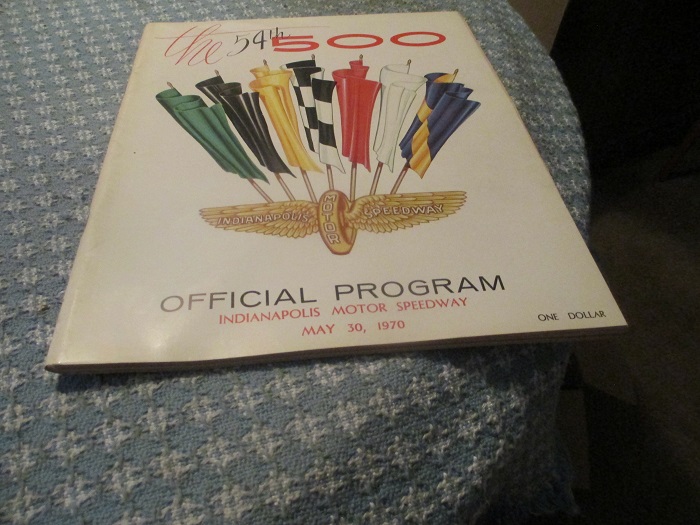 the 54th 500
INDIANAPOLIS MOTOR SPEEDWAY
OFFICIAL PROGRAM
INDIANAPOLIS MOTOR SPEEDWAY
MAY 30, 1970
ONE DOLLAR